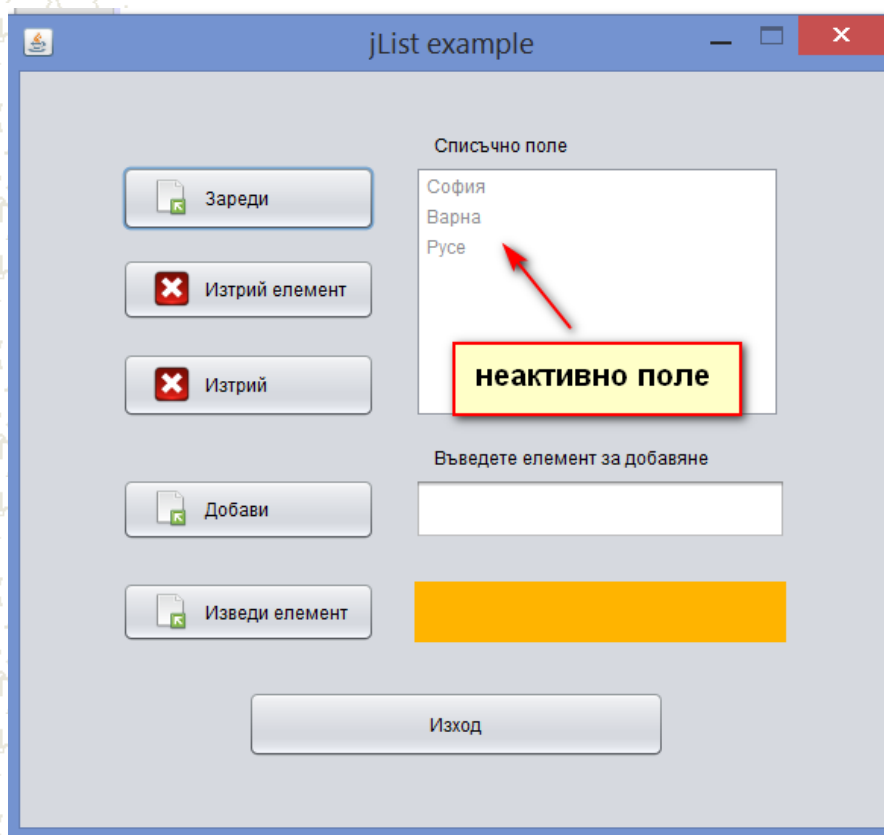 jList example
Списъчно поле
Зареди
София
Варна
Русе
Изтрий елемент
неактивно поле
Изтрий
Въведете елемент за добавяне
Добави
Изведи елемент
Изход